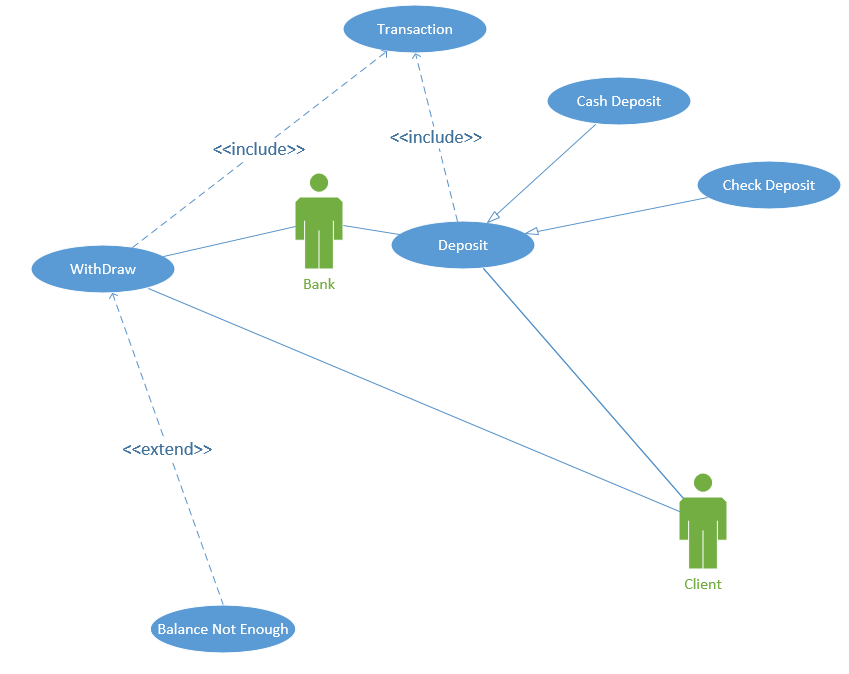 Transaction
Cash Deposit
<<include>>
<<include>>
Check Deposit
Deposit
WithDraw
Bank
<<extend>>
Client
Balance Not Enough